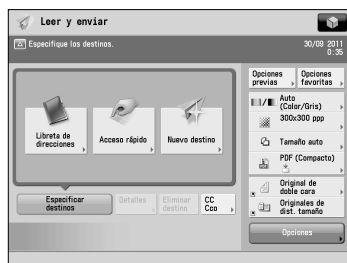 Leer y enviar
Especifique los destinos.
30/09 2011
0:35
Opciones
previas
Opciones
favoritas
Auto
(Color/Gris)
300x300 ppp
Tamaño auto
PDF (Compacto)
Original de
doble cara
Originales de
dist. tamaño
Opciones
Libreta de
direcciones
Acceso rápido
Nuevo destino
Especificar
destinos
Detalles
Eliminar
destino
CC
Cco